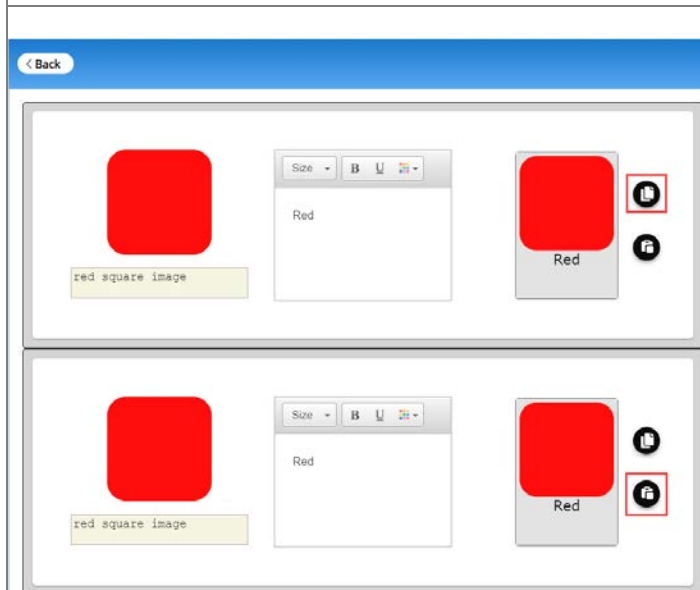 < Back
Size B U
Red
Red
red square image
Size B U
Red
Red
red square image